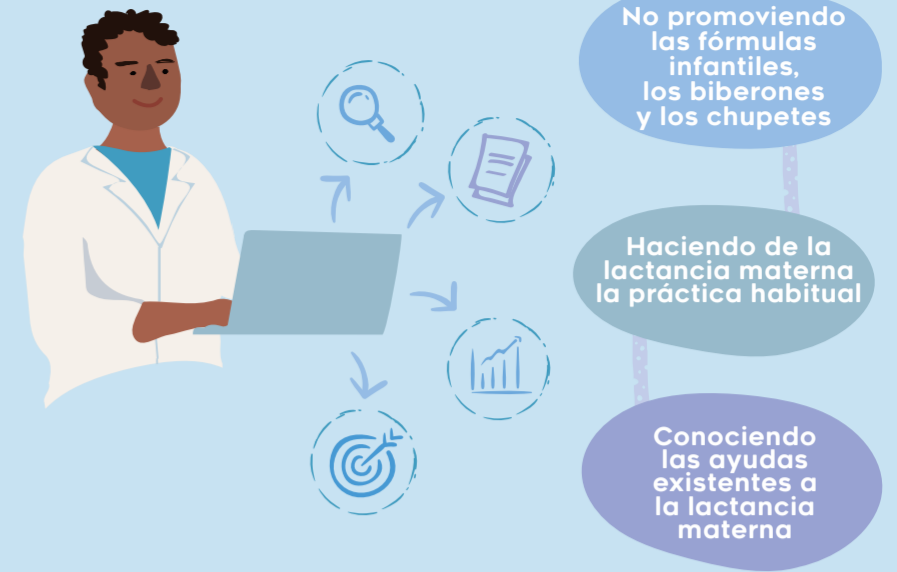 No promoviendo
las fórmulas
infantiles,
los biberones
y los chupetes
Haciendo de la
lactancia materna
la práctica habitual
Conociendo
las ayudas
existentes a
la lactancia
materna